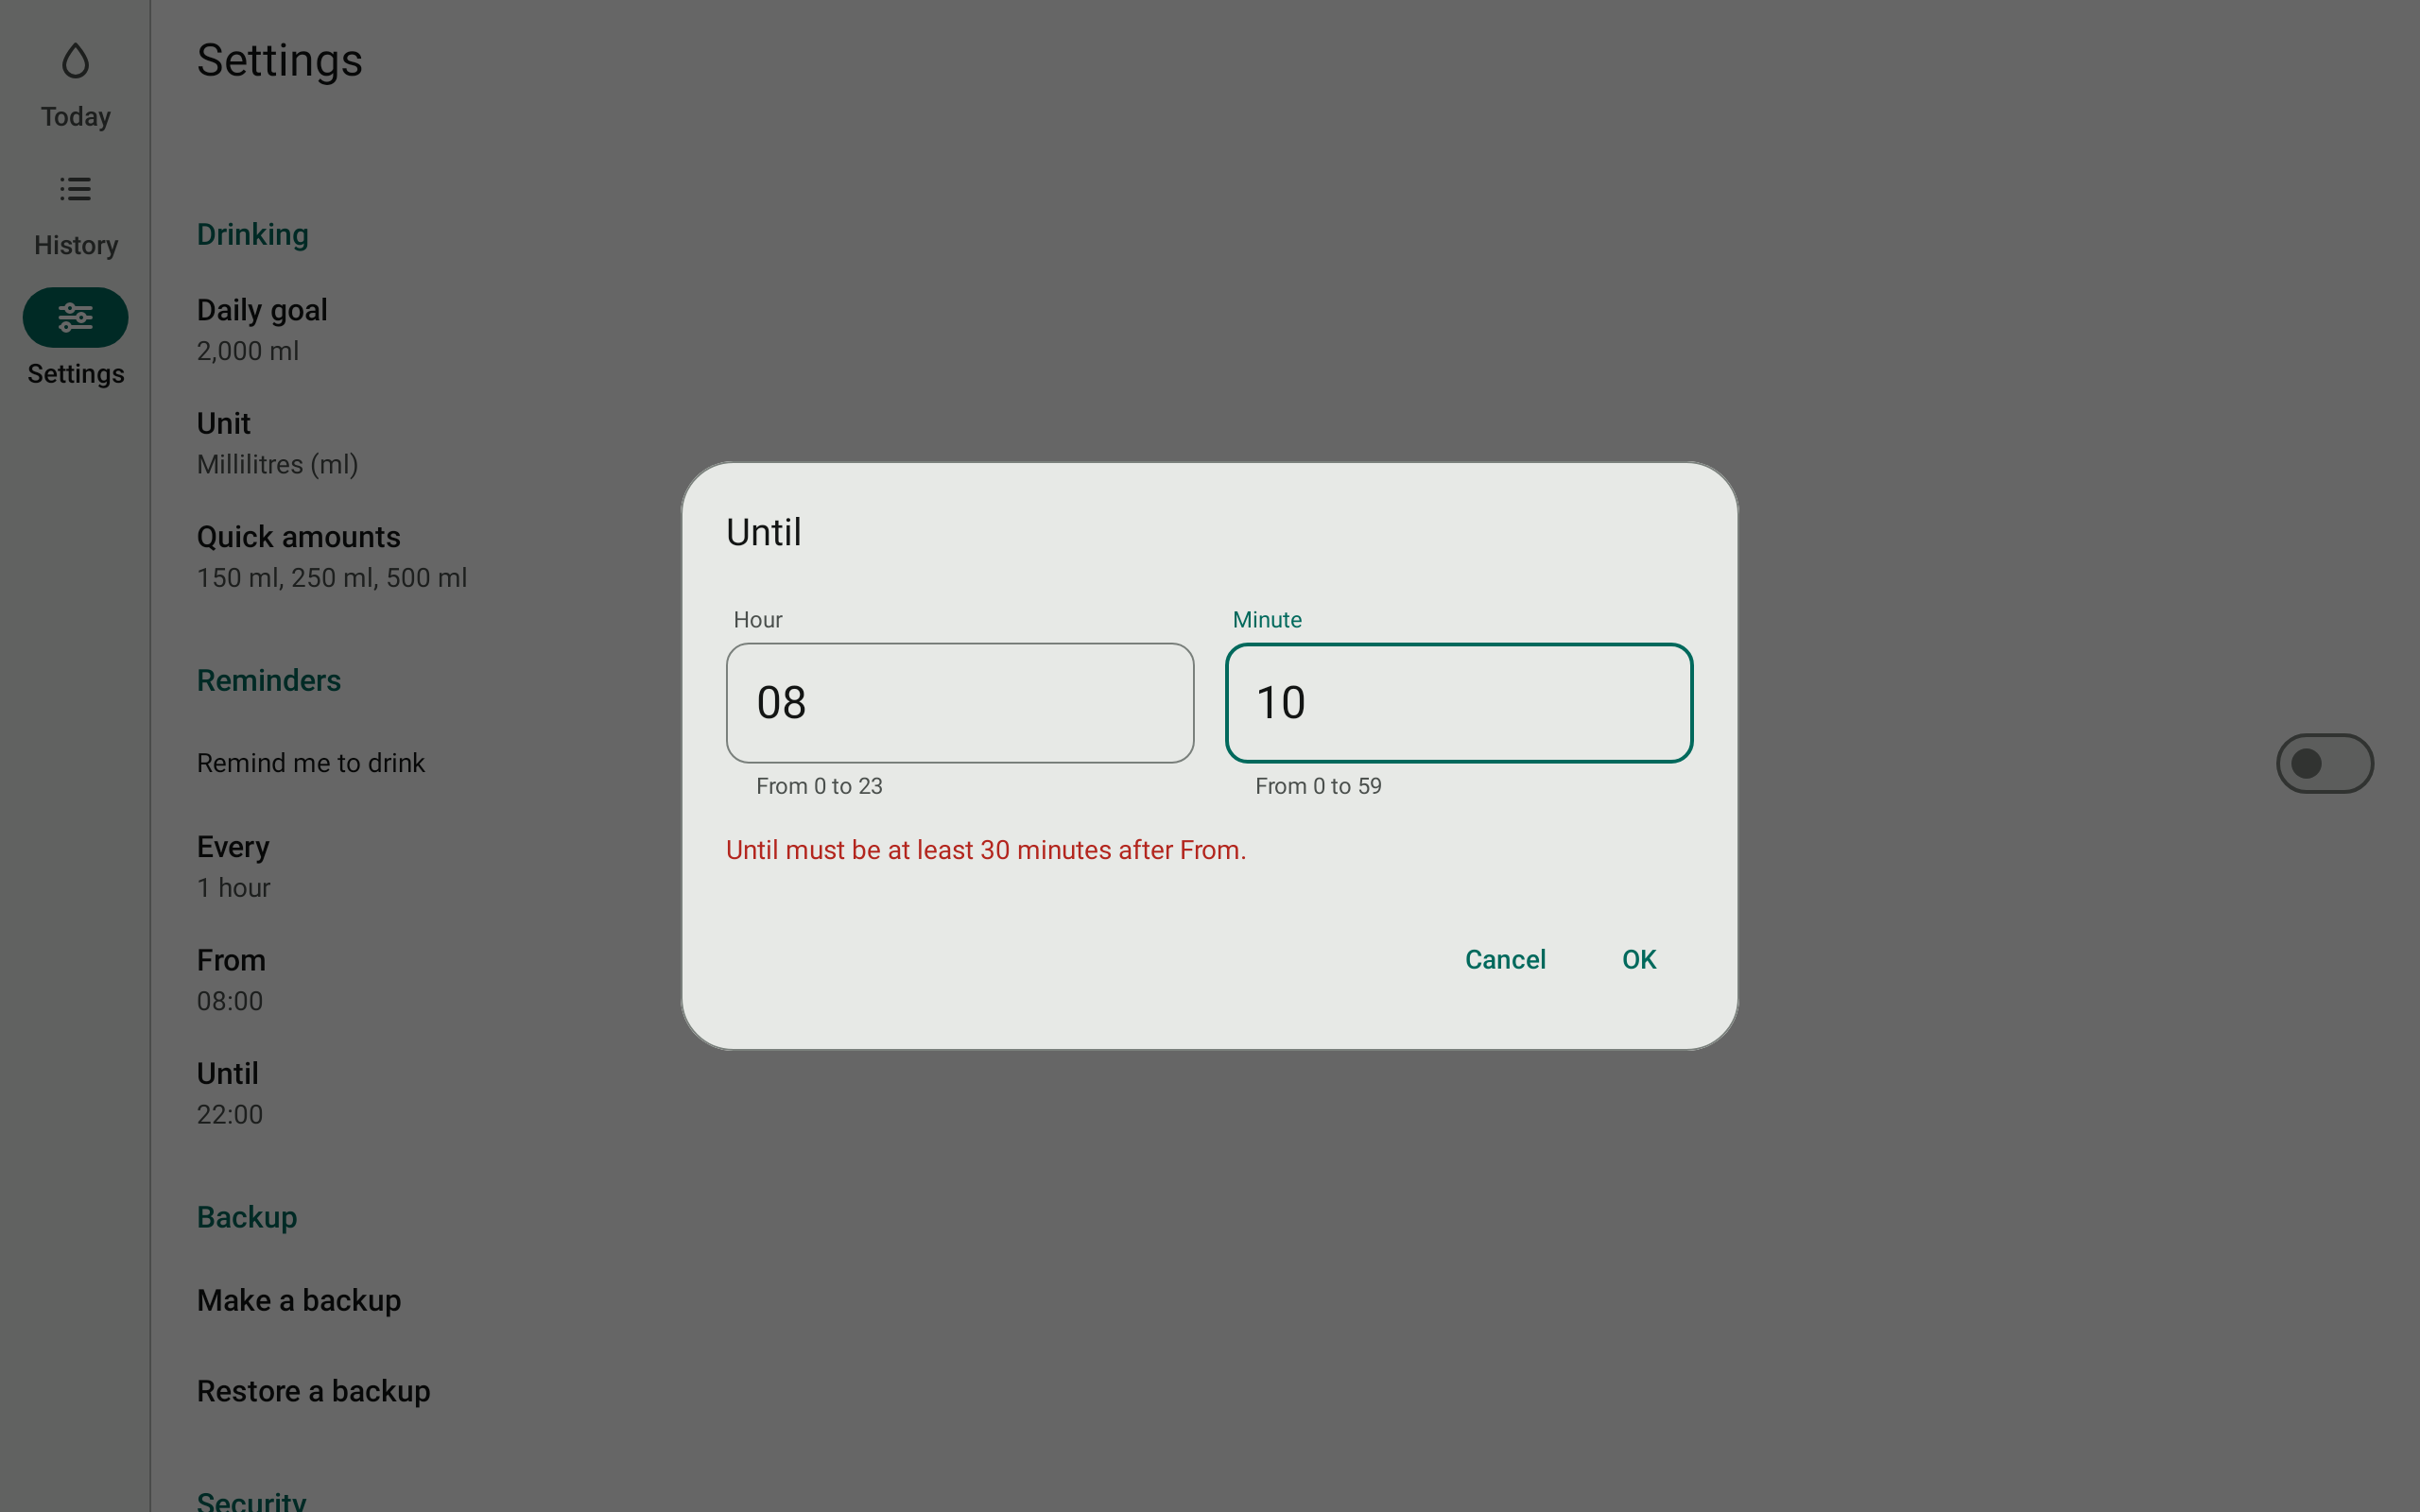 Today
History
Settings
Settings
Drinking
Daily goal
2,000 ml
Unit
Millilitres (ml)
Quick amounts
150 ml, 250 ml, 500 ml
Reminders
Remind me to drink
Every
1 hour
From
08:00
Until
22:00
Backup
Make a backup
Restore a backup
Security
Until
Hour
Minute
08
10
From 0 to 23
From 0 to 59
Until must be at least 30 minutes after From.
Cancel
OK